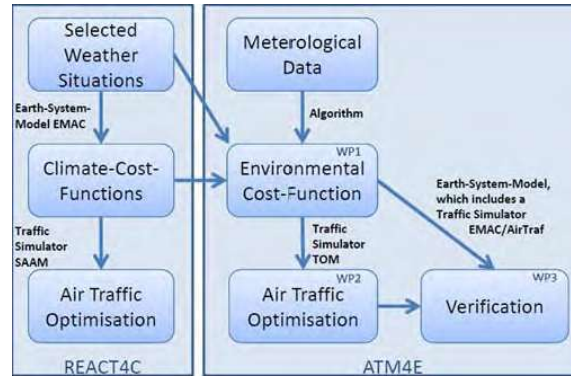 Selected
Weather
Situations
Earth-System-
Model EMAC
Climate-Cost-
Functions
Traffic
Simulator
SAAM
Air Traffic
Optimisation
REACT4C
Meterological
Data
Algorithm
WP1
Environmental
Cost-Function
Earth-System-Model,
which includes a
Traffic Simulator
EMAC/AirTraf
Traffic
Simulator
TOM
WP2
Air Traffic
Optimisation
WP3
Verification
ATM4E